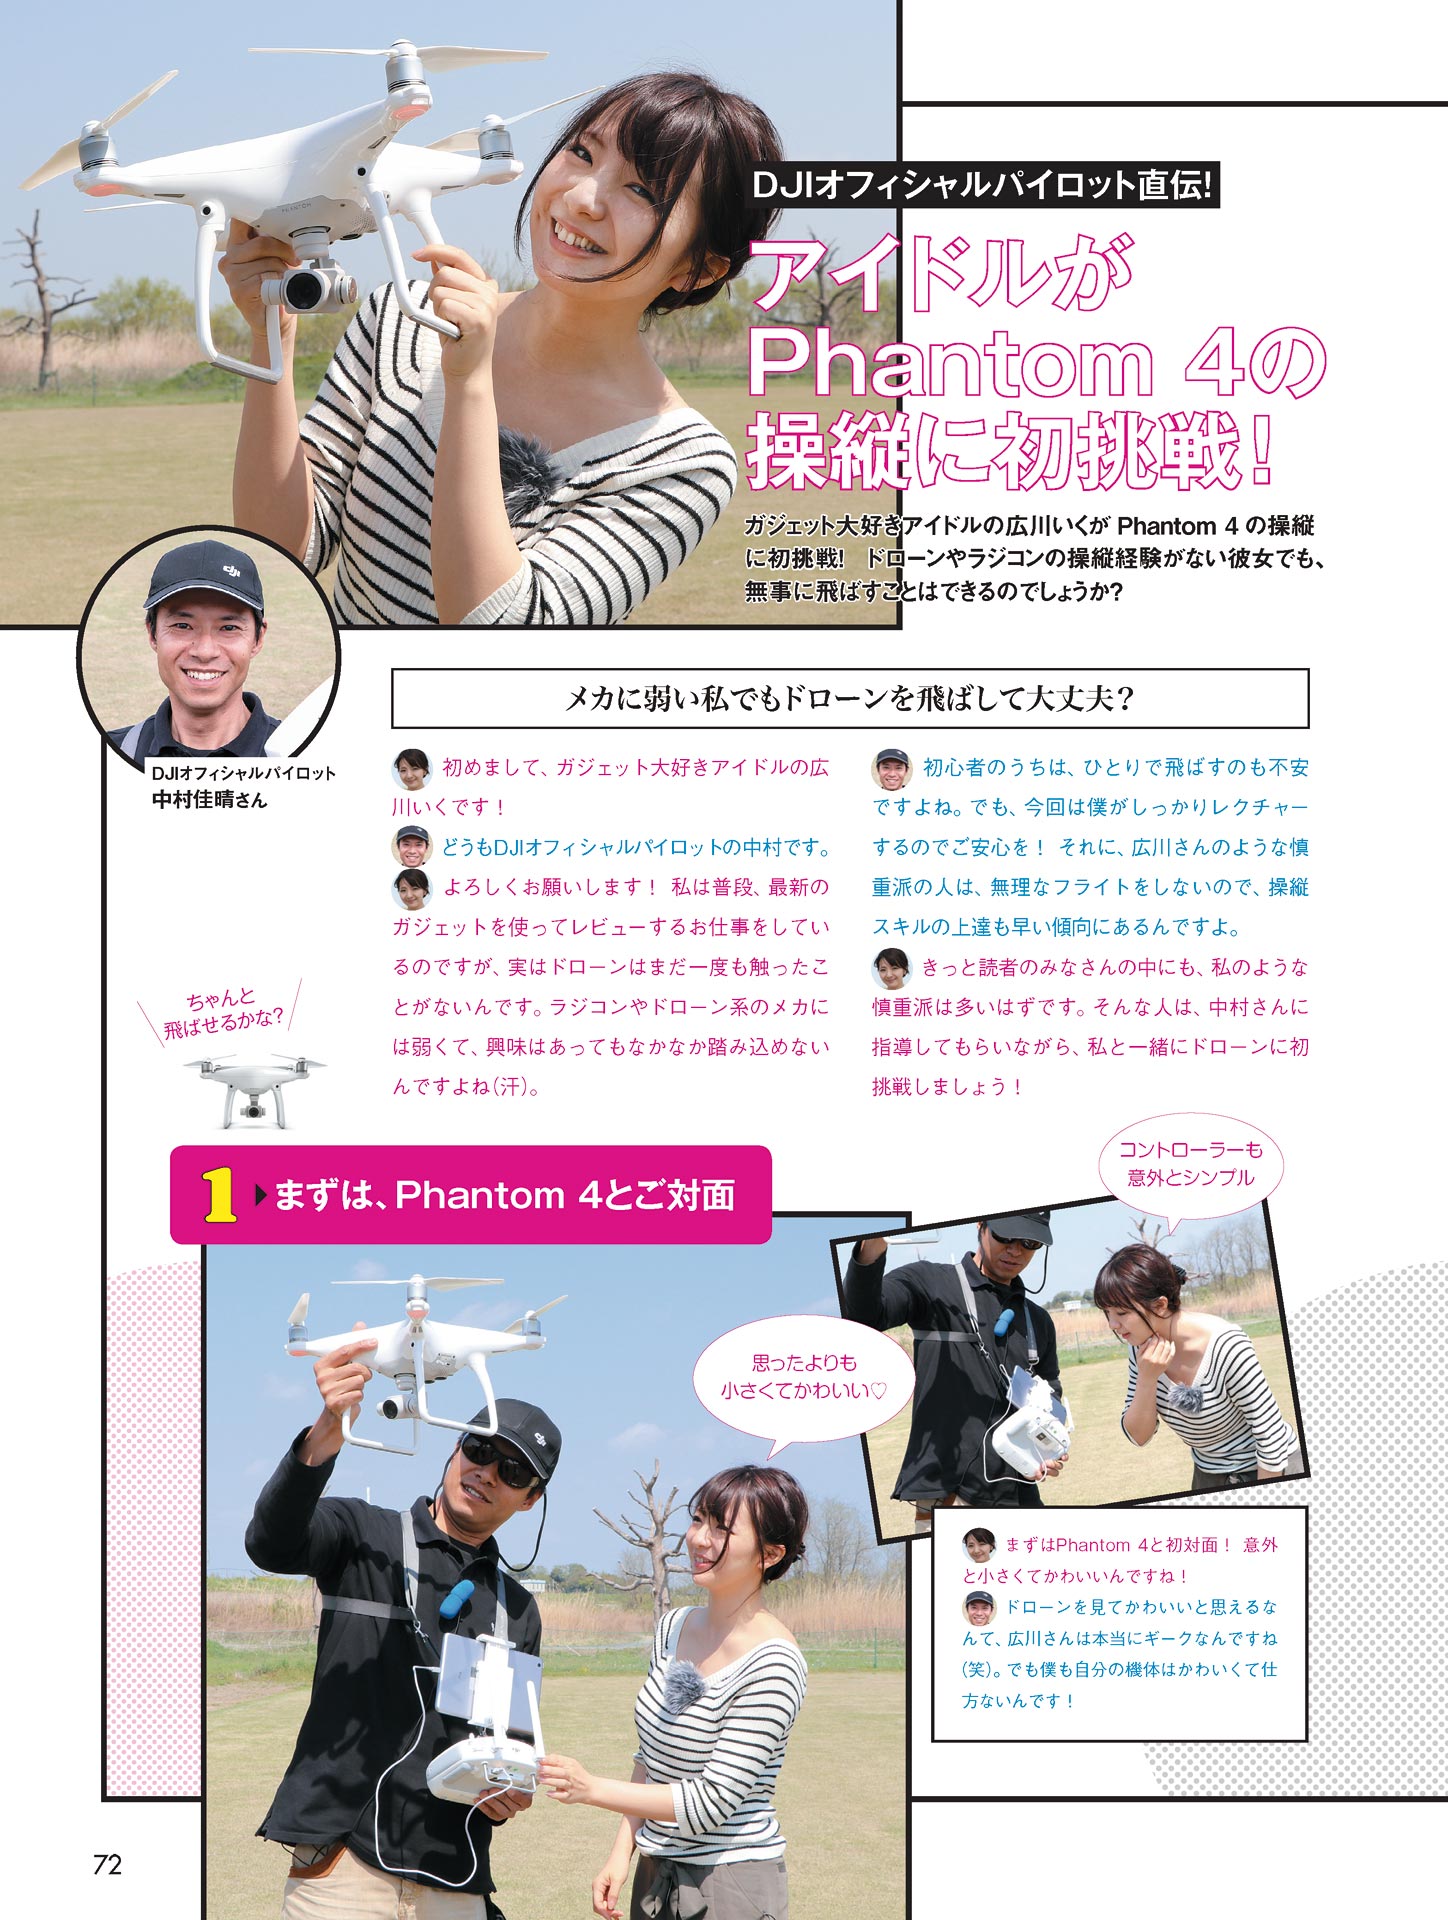 DJIオフィシャルパイロット直伝!
アイドルが
Phantom 4の
操縦に初挑戦!
ガジェット大好きアイドルの広川いくが Phantom 4 の操縦
に初挑戦! ドローンやラジコンの操縦経験がない彼女でも、
無事に飛ばすことはできるのでしょうか?
dji
PHANTOM
DJIオフィシャルパイロット
中村佳晴さん
メカに弱い私でもドローンを飛ばして大丈夫?
初めまして、ガジェット大好きアイドルの広
川いくです!
どうもDJIオフィシャルパイロットの中村です。
よろしくお願いします! 私は普段、最新の
ガジェットを使ってレビューするお仕事をしてい
るのですが、実はドローンはまだ一度も触ったこ
とがないんです。ラジコンやドローン系のメカに
は弱くて、興味はあってもなかなか踏み込めない
んですよね(汗)。
初心者のうちは、ひとりで飛ばすのも不安
ですよね。でも、今回は僕がしっかりレクチャー
するのでご安心を! それに、広川さんのような慎
重派の人は、無理なフライトをしないので、操縦
スキルの上達も早い傾向にあるんですよ。
きっと読者のみなさんの中にも、私のような
慎重派は多いはずです。そんな人は、中村さんに
指導してもらいながら、私と一緒にドローンに初
挑戦しましょう!
ちゃんと
飛ばせるかな?
1 まずは、Phantom 4とご対面
コントローラーも
意外とシンプル
思ったよりも
小さくてかわいい♡
dji
まずはPhantom 4と初対面! 意外
と小さくてかわいいんですね!
ドローンを見てかわいいと思えるな
んて、広川さんは本当にギークなんですね
(笑)。でも僕も自分の機体はかわいくて仕
方ないんです!
72